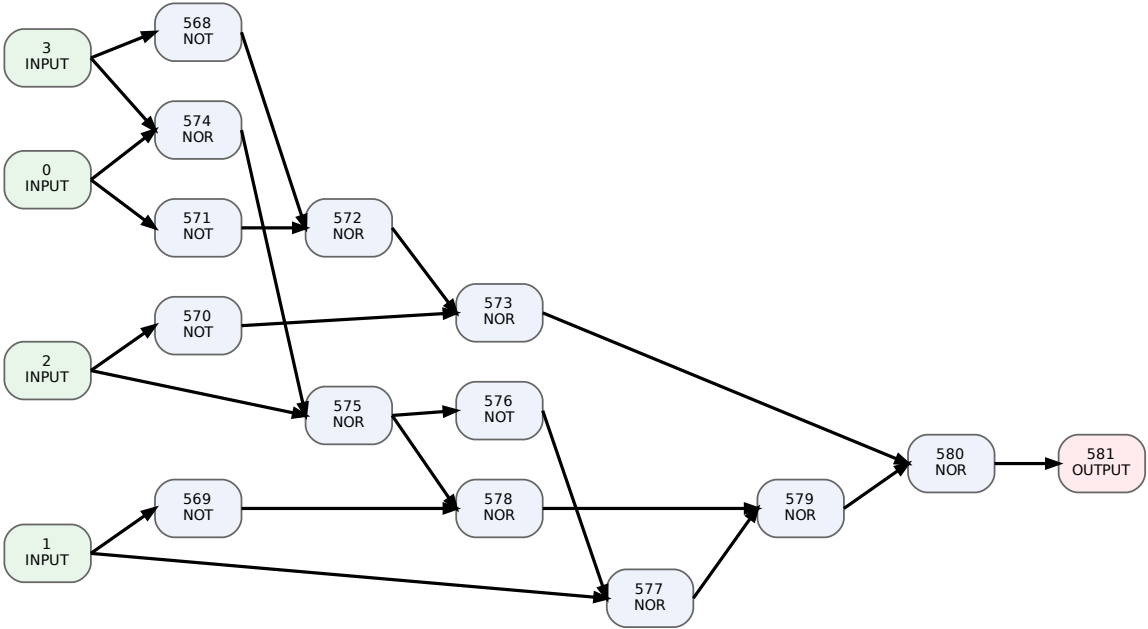 3
INPUT
568
NOT
574
NOR
0
INPUT
571
NOT
572
NOR
573
NOR
570
NOT
2
INPUT
575
NOR
576
NOT
580
NOR
581
OUTPUT
569
NOT
578
NOR
579
NOR
1
INPUT
577
NOR